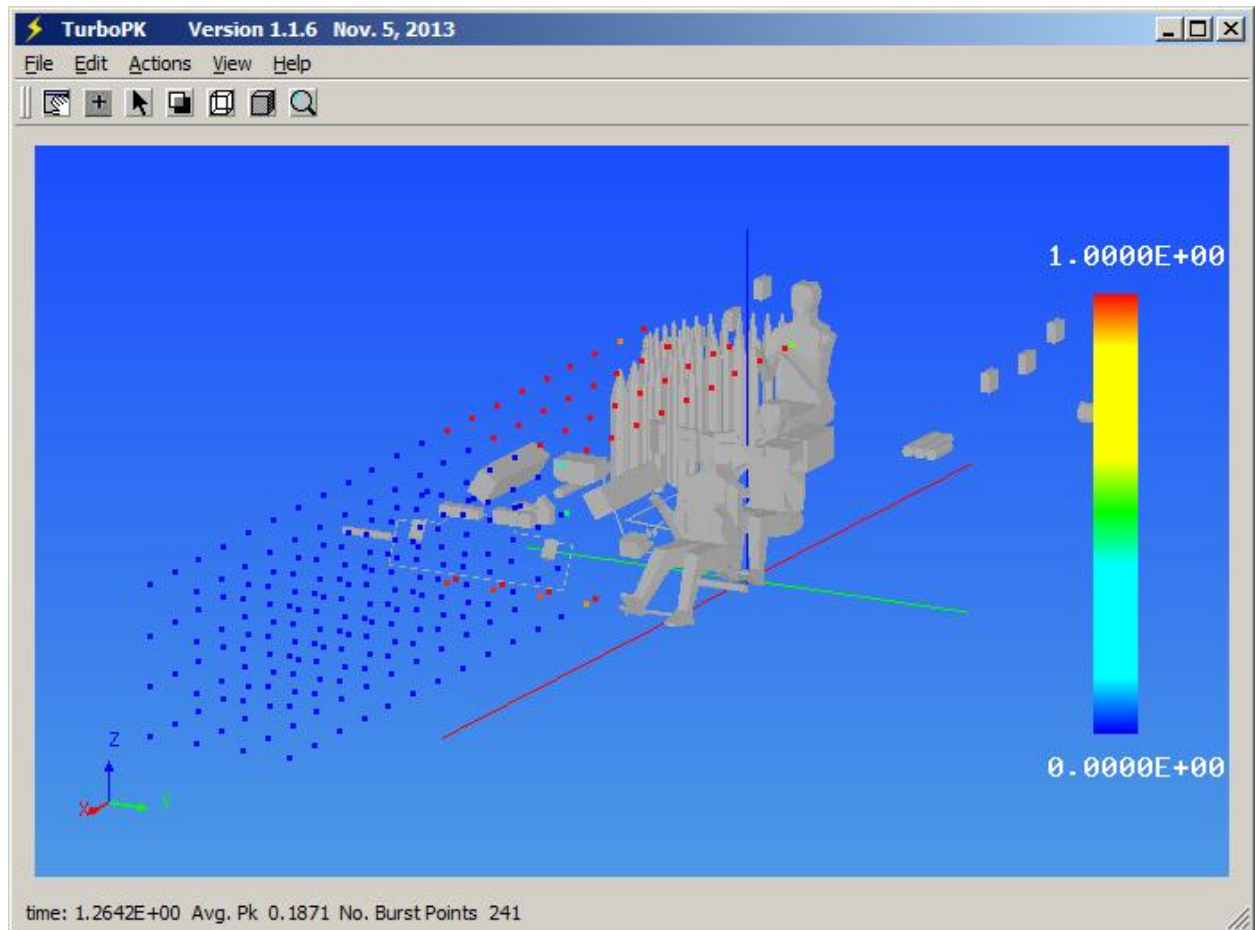 TurboPK Version 1.1.6 Nov. 5, 2013
File Edit Actions View Help
1.0000E+00
0.0000E+00
Z
X Y
time: 1.2642E+00 Avg. Pk 0.1871 No. Burst Points 241